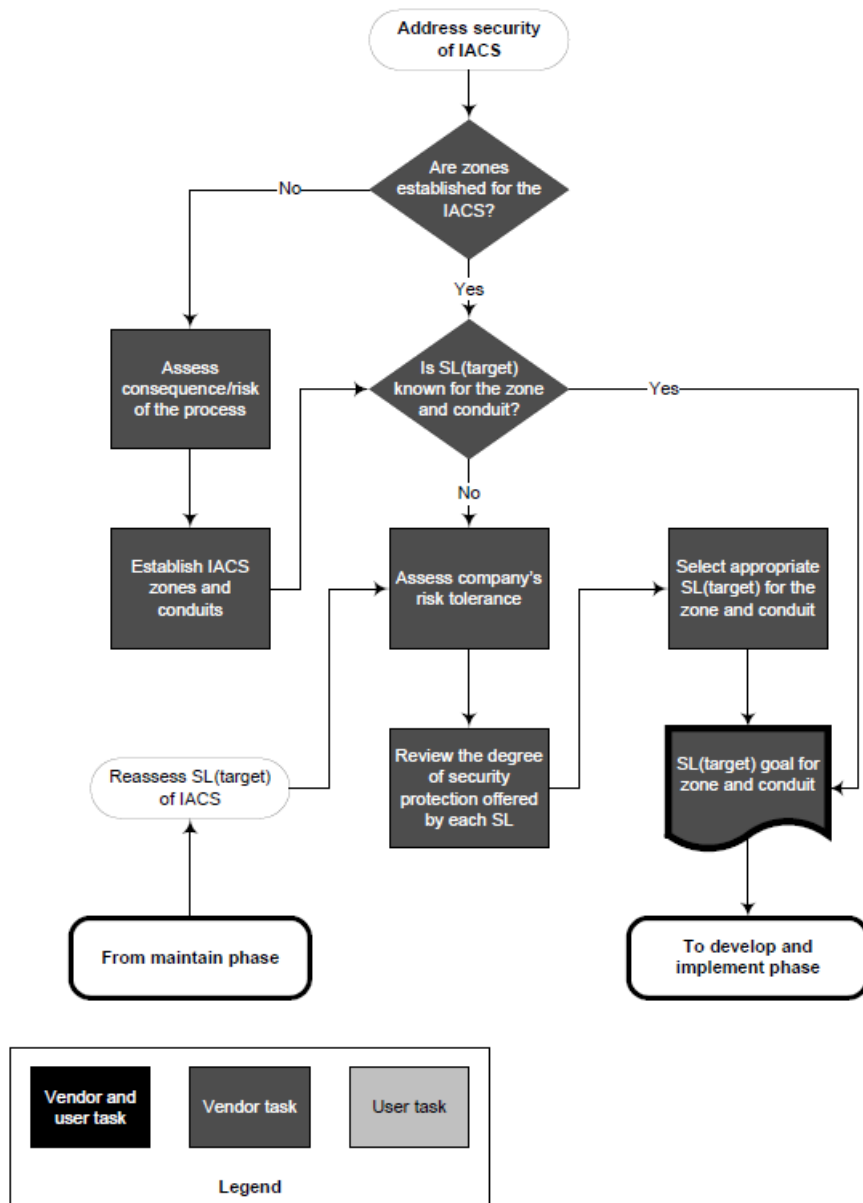 Address security
of IACS
Are zones
established for the
IACS?
No
Yes
Assess
consequence/risk
of the process
Is SL(target)
known for the zone
and conduit?
Yes
No
Establish IACS
zones and
conduits
Assess company's
risk tolerance
Select appropriate
SL(target) for the
zone and conduit
Reassess SL(target)
of IACS
Review the degree
of security
protection offered
by each SL
SL(target) goal for
zone and conduit
From maintain phase
To develop and
implement phase
Vendor and
user task
Vendor task
User task
Legend